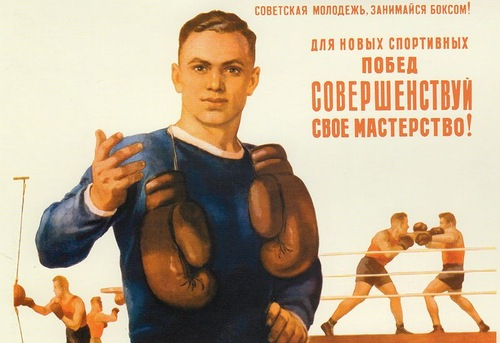 СОВЕТСКАЯ МОЛОДЕЖЬ, ЗАНИМАЙСЯ БОКСОМ!
ДЛЯ НОВЫХ СПОРТИВНЫХ
ПОБЕД
СОВЕРШЕНСТВУЙ
СВОЕ МАСТЕРСТВО!